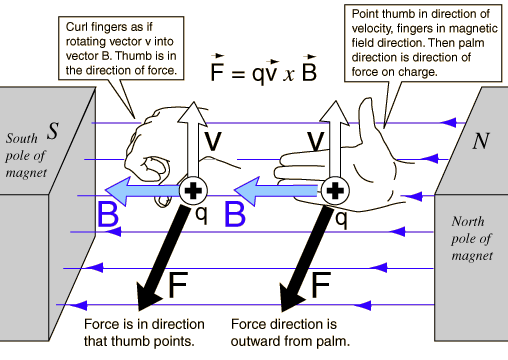 Curl fingers as if
rotating vector v into
vector B. Thumb is in
the direction of force.
F = qv x B
Point thumb in direction of
velocity, fingers in magnetic
field direction. Then palm
direction is direction of
force on charge.
S
South
pole of
magnet
N
North
pole of
magnet
v
B
q
F
v
B
q
F
Force is in direction
that thumb points.
Force direction is
outward from palm.